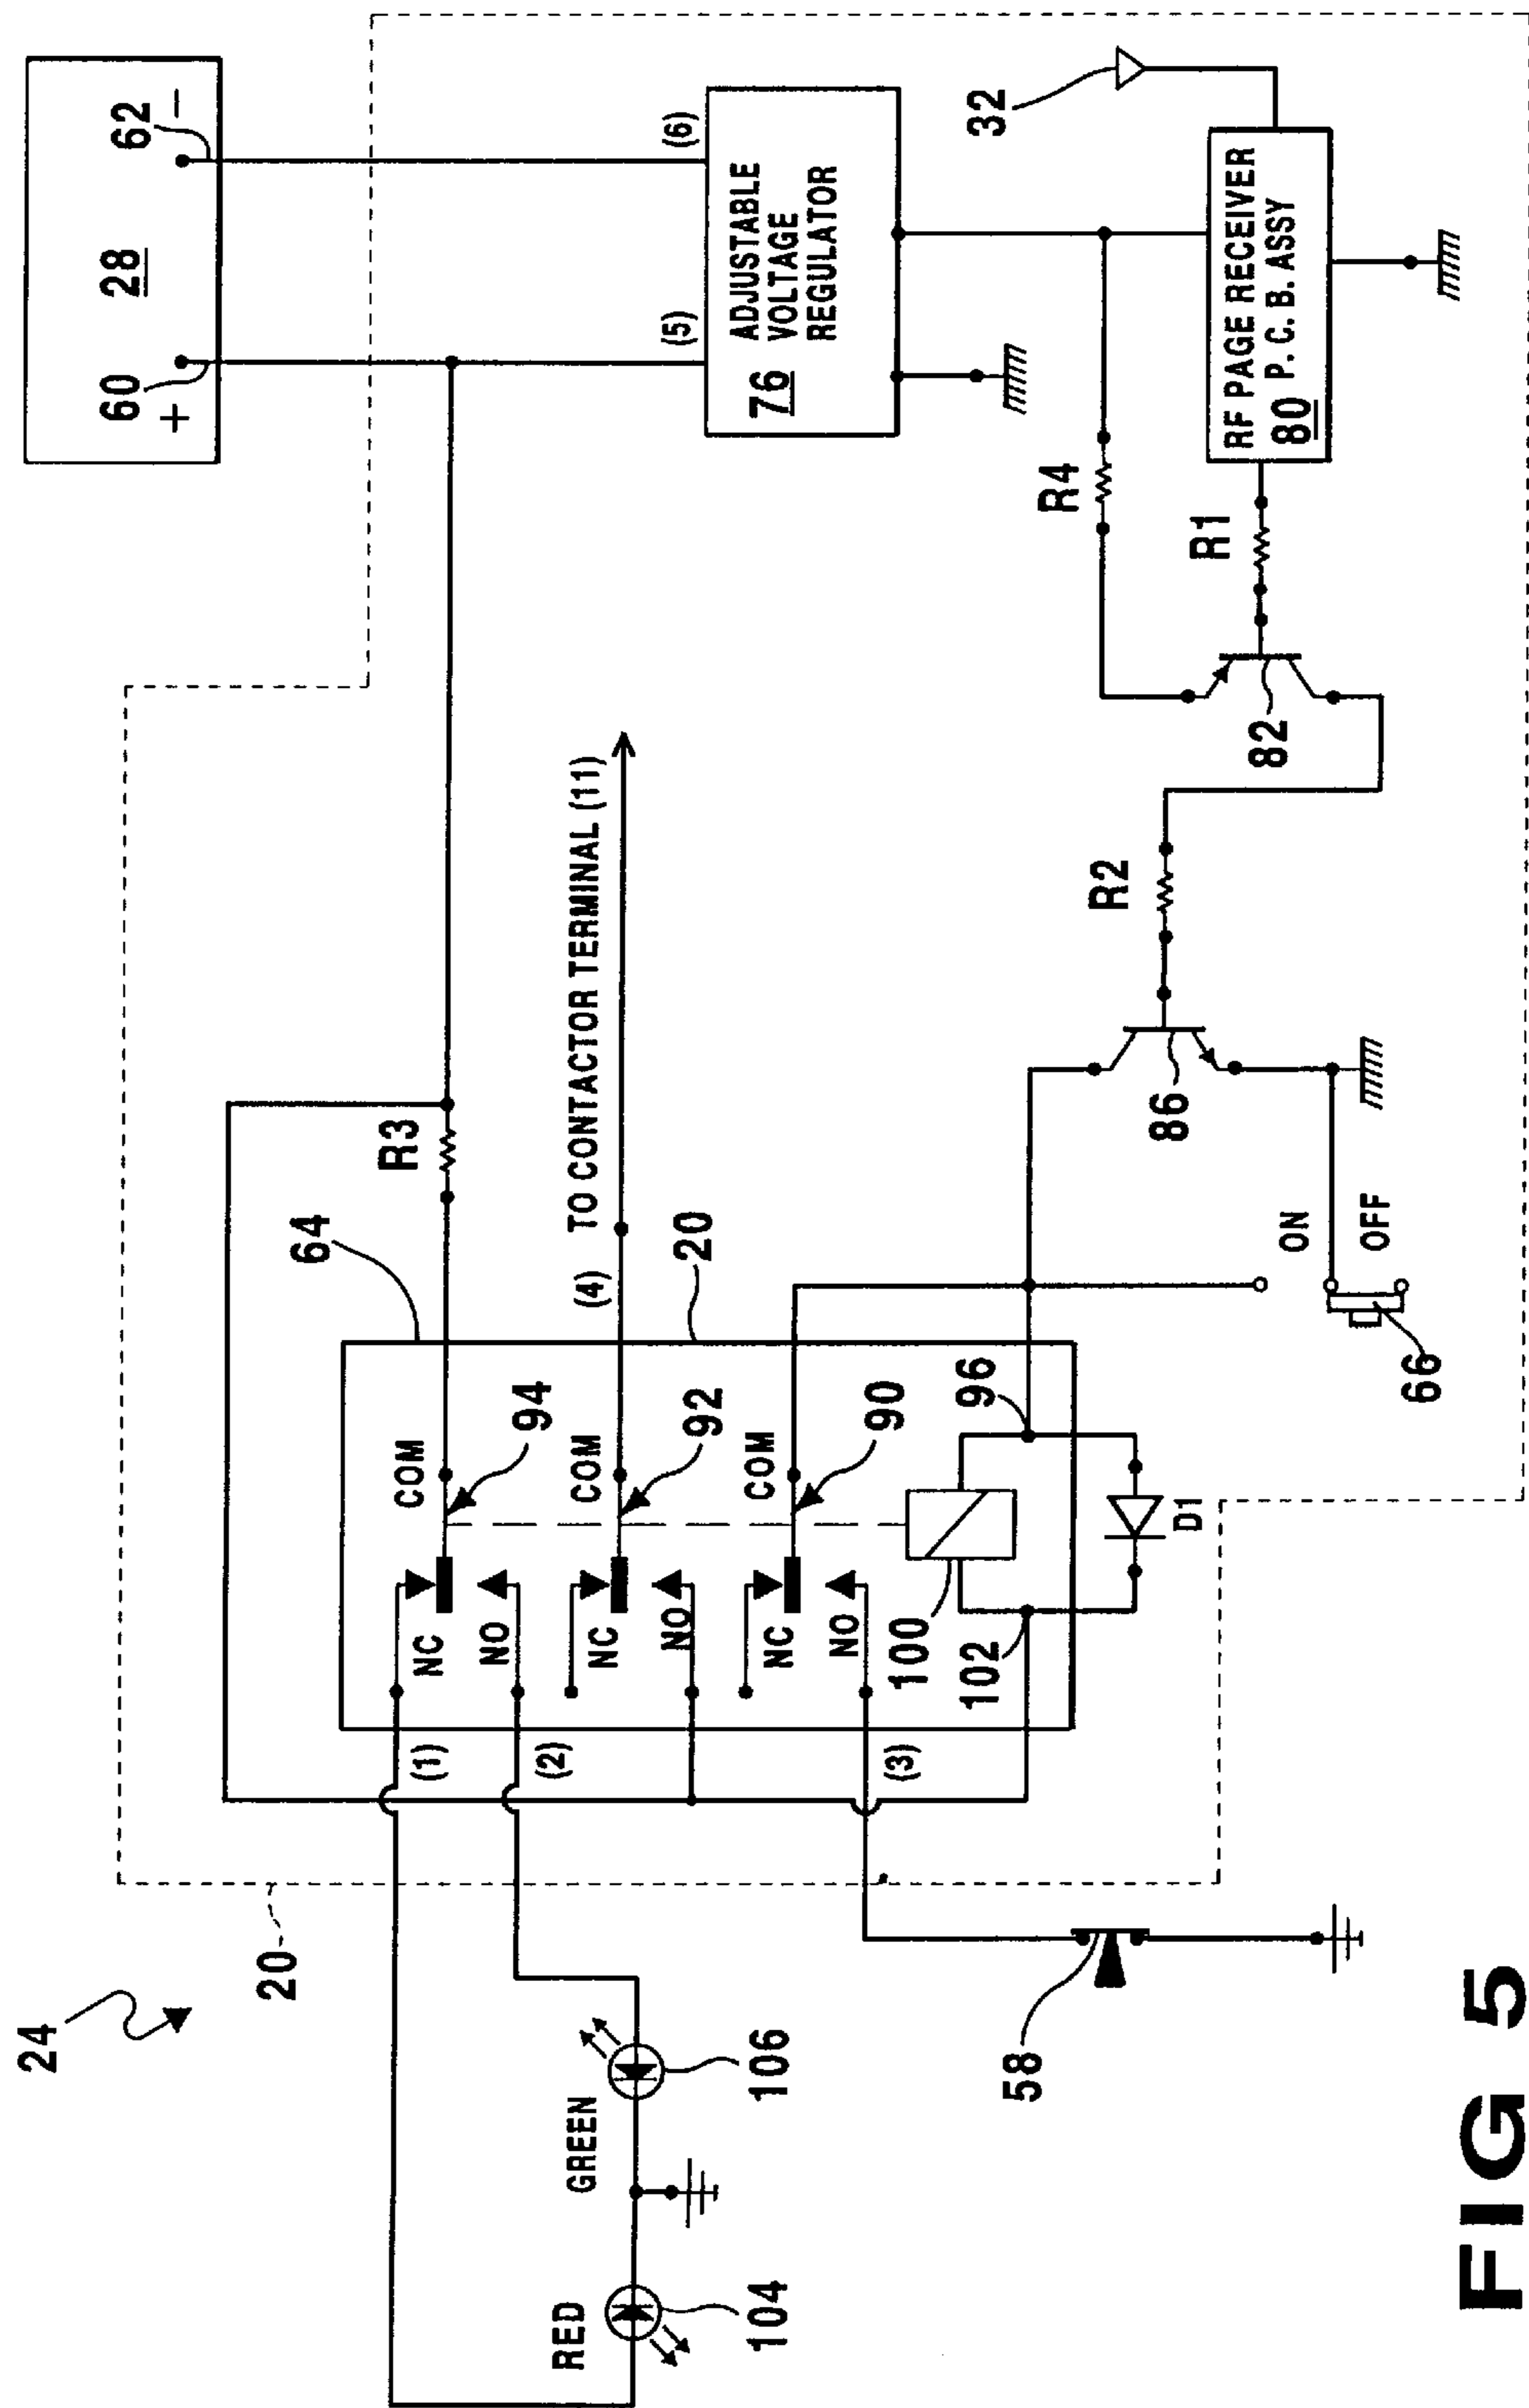 24
20
RED
104
GREEN
106
58
(1)
(2)
(3)
64
20
NC
NO
COM
94
NC
NO
COM
92
NC
NO
COM
90
100
102
96
D1
R3
(4)
TO CONTACTOR TERMINAL (11)
66
ON
OFF
86
R2
82
R4
R1
60
+
28
62
−
(5)
(6)
ADJUSTABLE
VOLTAGE
76 REGULATOR
32
RF PAGE RECEIVER
80 P. C. B. ASSY
FIG 5